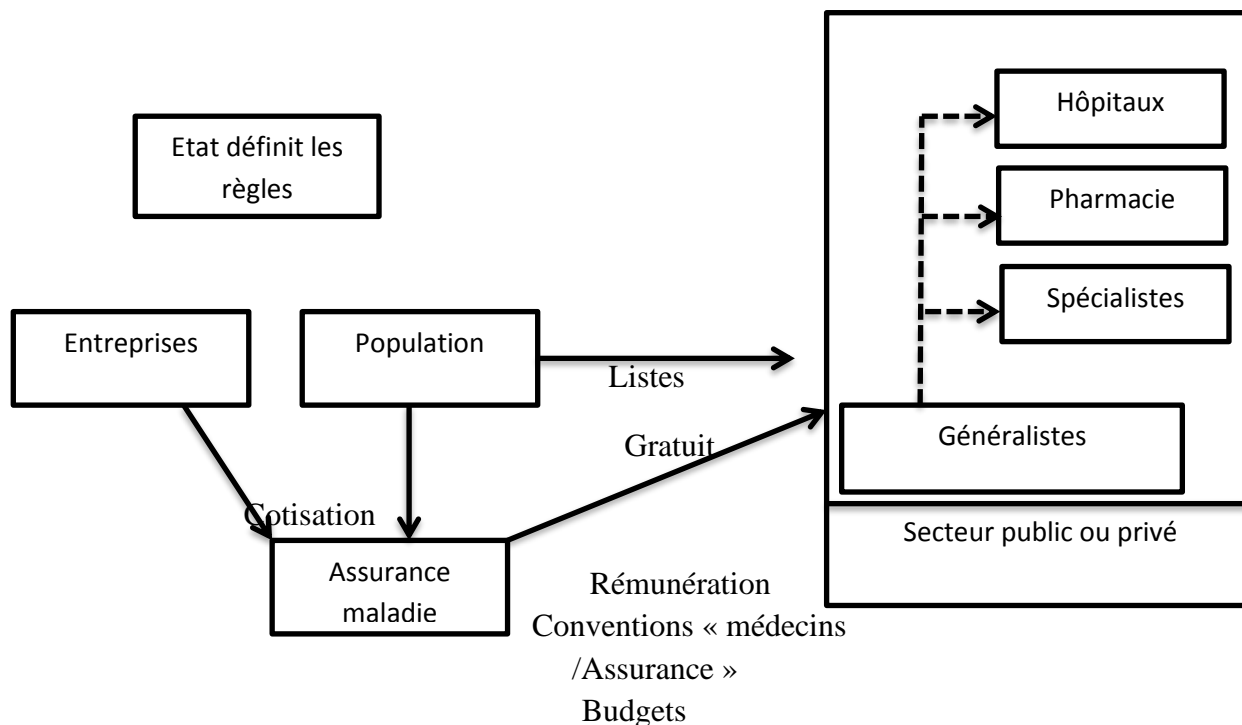 Etat définit les
règles
Hôpitaux
Pharmacie
Spécialistes
Entreprises
Population
Listes
Gratuit
Généralistes
Cotisation
Secteur public ou privé
Assurance
maladie
Rémunération
Conventions « médecins
/Assurance »
Budgets